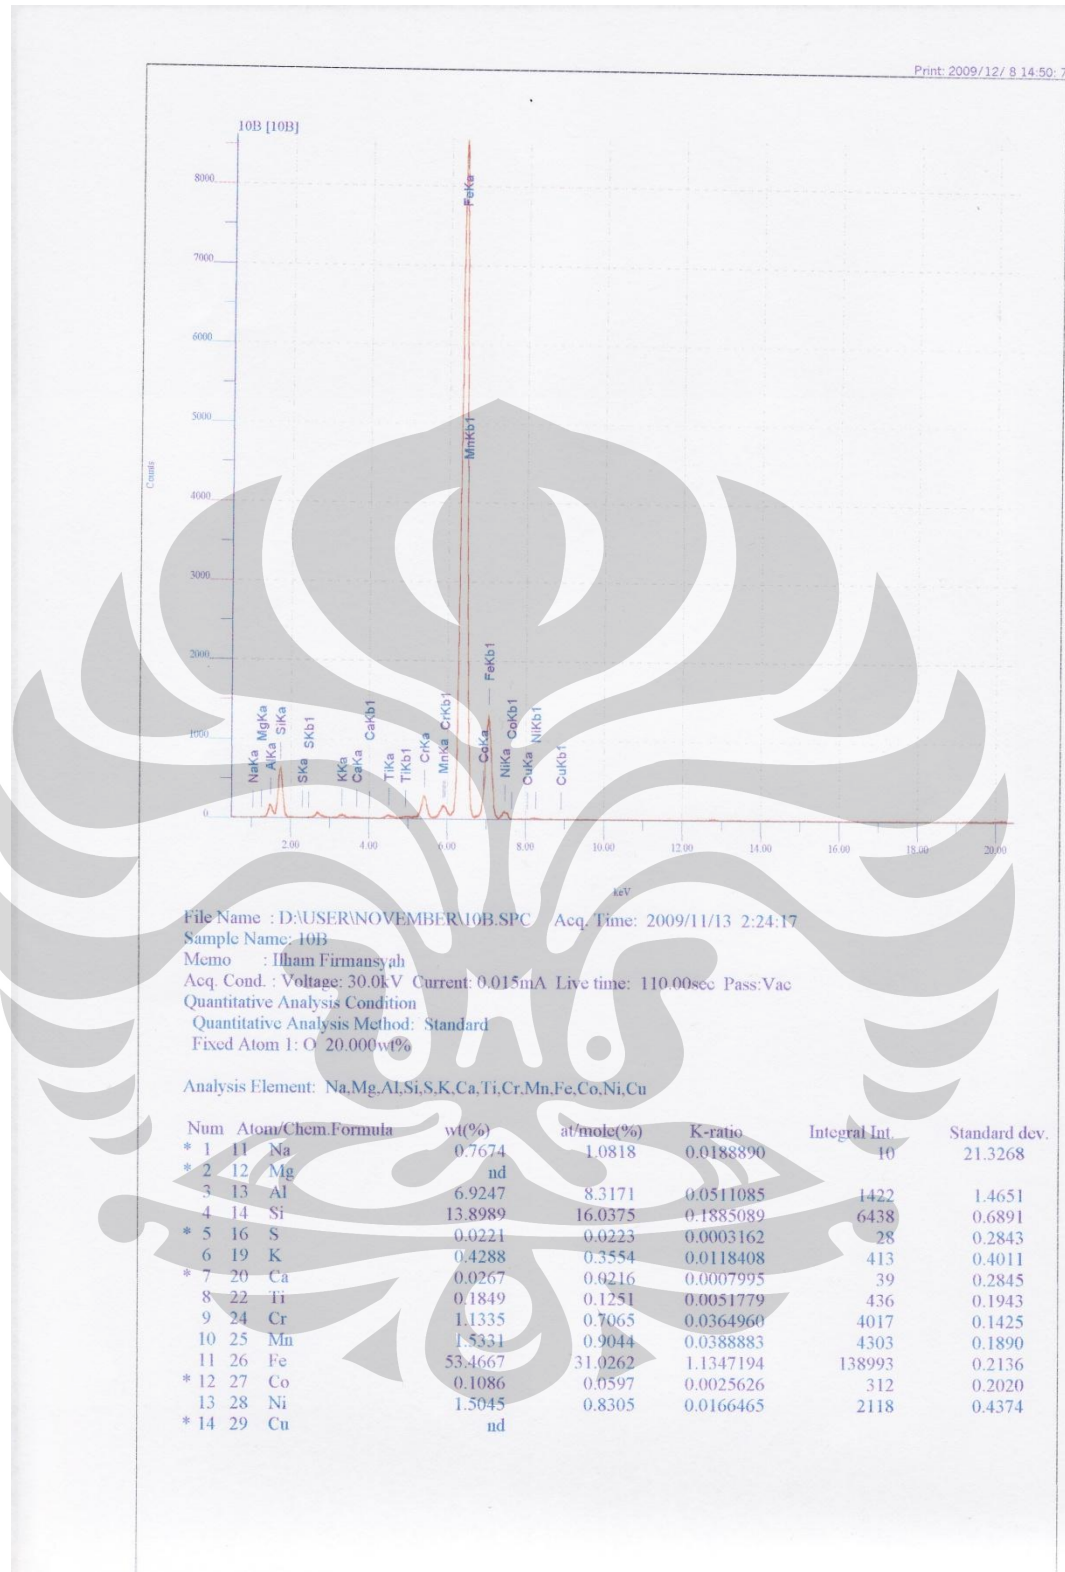 Print: 2009/12/ 8 14:50: 7
10B [10B]
8000
7000
6000
5000
4000
3000
2000
1000
0
Counts
FeKa
MnKb1
FeKb1
NaKa
MgKa
AlKa
SiKa
SKa
SKb1
KKa
CaKa
CaKb1
TiKa
TiKb1
CrKa
MnKa
CrKb1
CoKa
NiKa
CoKb1
CuKa
NiKb1
CuKb1
2.00 4.00 6.00 8.00 10.00 12.00 14.00 16.00 18.00 20.00
keV
File Name : D:\USER\NOVEMBER\10B.SPC Acq. Time: 2009/11/13 2:24:17
Sample Name: 10B
Memo : Ilham Firmansyah
Acq. Cond. : Voltage: 30.0kV Current: 0.015mA Live time: 110.00sec Pass:Vac
Quantitative Analysis Condition
Quantitative Analysis Method: Standard
Fixed Atom 1: O 20.000wt%
Analysis Element: Na,Mg,Al,Si,S,K,Ca,Ti,Cr,Mn,Fe,Co,Ni,Cu
Num Atom/Chem.Formula wt(%) at/mole(%) K-ratio Integral Int. Standard dev.
* 1 11 Na 0.7674 1.0818 0.0188890 10 21.3268
* 2 12 Mg nd
3 13 Al 6.9247 8.3171 0.0511085 1422 1.4651
4 14 Si 13.8989 16.0375 0.1885089 6438 0.6891
* 5 16 S 0.0221 0.0223 0.0003162 28 0.2843
6 19 K 0.4288 0.3554 0.0118408 413 0.4011
* 7 20 Ca 0.0267 0.0216 0.0007995 39 0.2845
8 22 Ti 0.1849 0.1251 0.0051779 436 0.1943
9 24 Cr 1.1335 0.7065 0.0364960 4017 0.1425
10 25 Mn 1.5331 0.9044 0.0388883 4303 0.1890
11 26 Fe 53.4667 31.0262 1.1347194 138993 0.2136
* 12 27 Co 0.1086 0.0597 0.0025626 312 0.2020
13 28 Ni 1.5045 0.8305 0.0166465 2118 0.4374
* 14 29 Cu nd